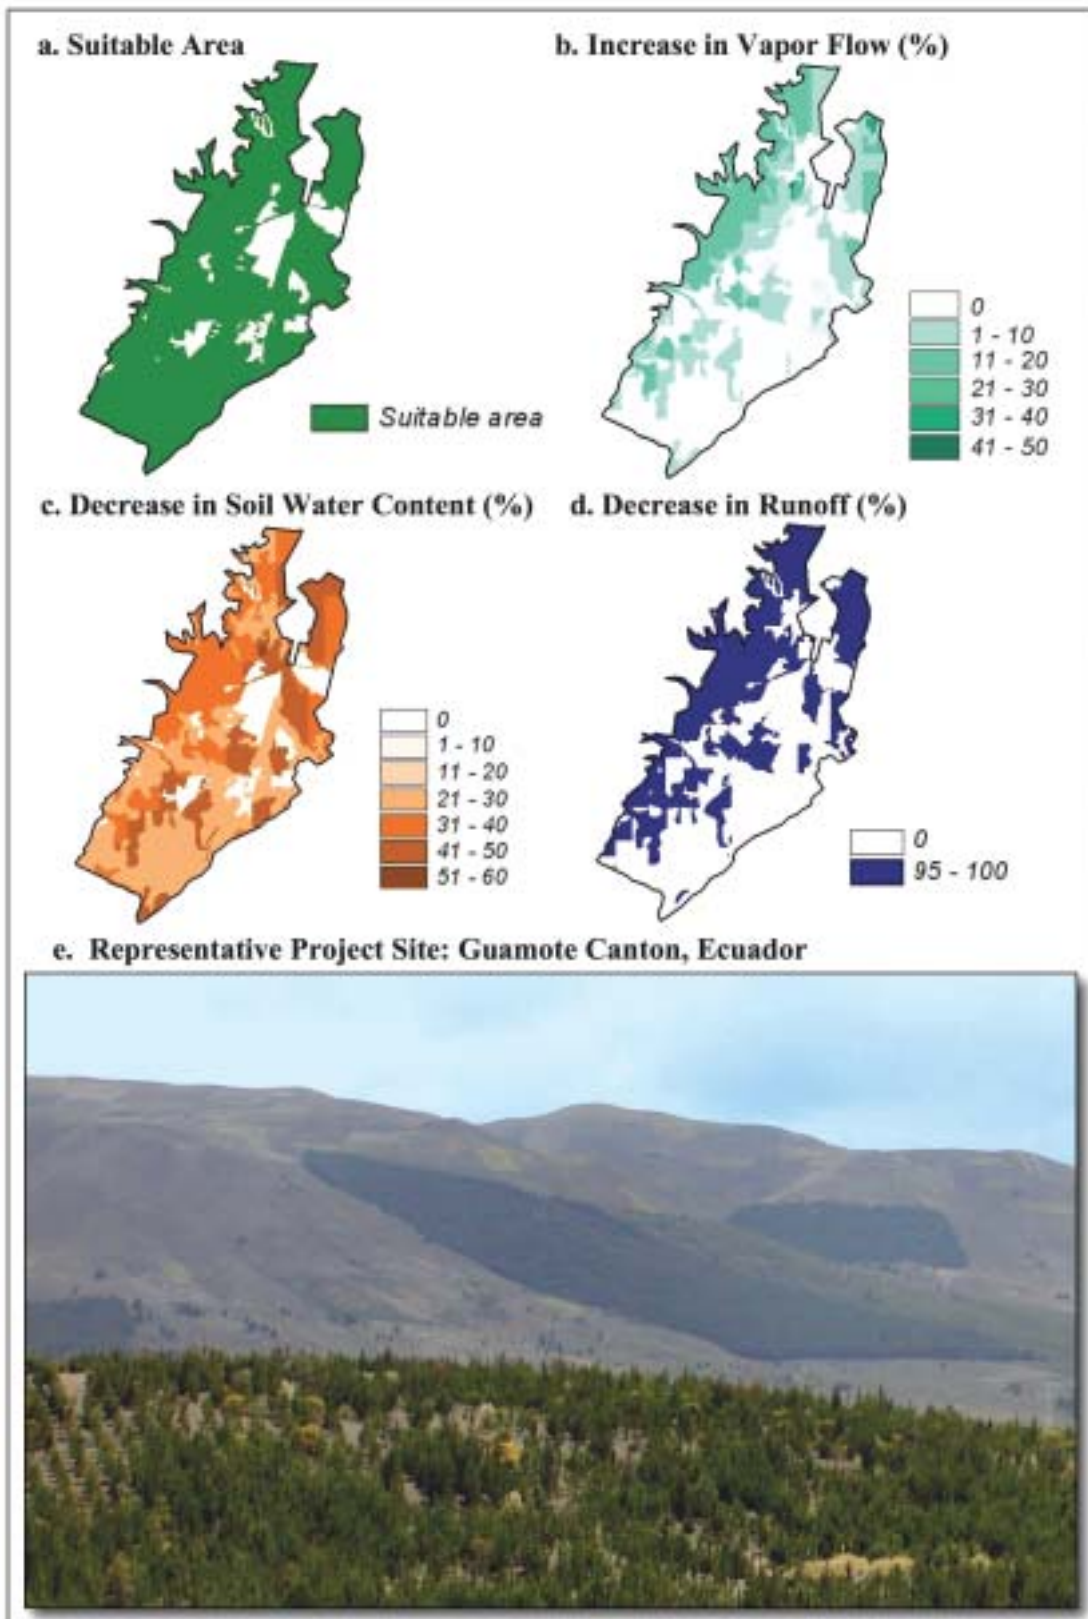 a. Suitable Area
b. Increase in Vapor Flow (%)
0
1 - 10
11 - 20
21 - 30
31 - 40
41 - 50
Suitable area
c. Decrease in Soil Water Content (%)
d. Decrease in Runoff (%)
0
1 - 10
11 - 20
21 - 30
31 - 40
41 - 50
51 - 60
0
95 - 100
e. Representative Project Site: Guamote Canton, Ecuador